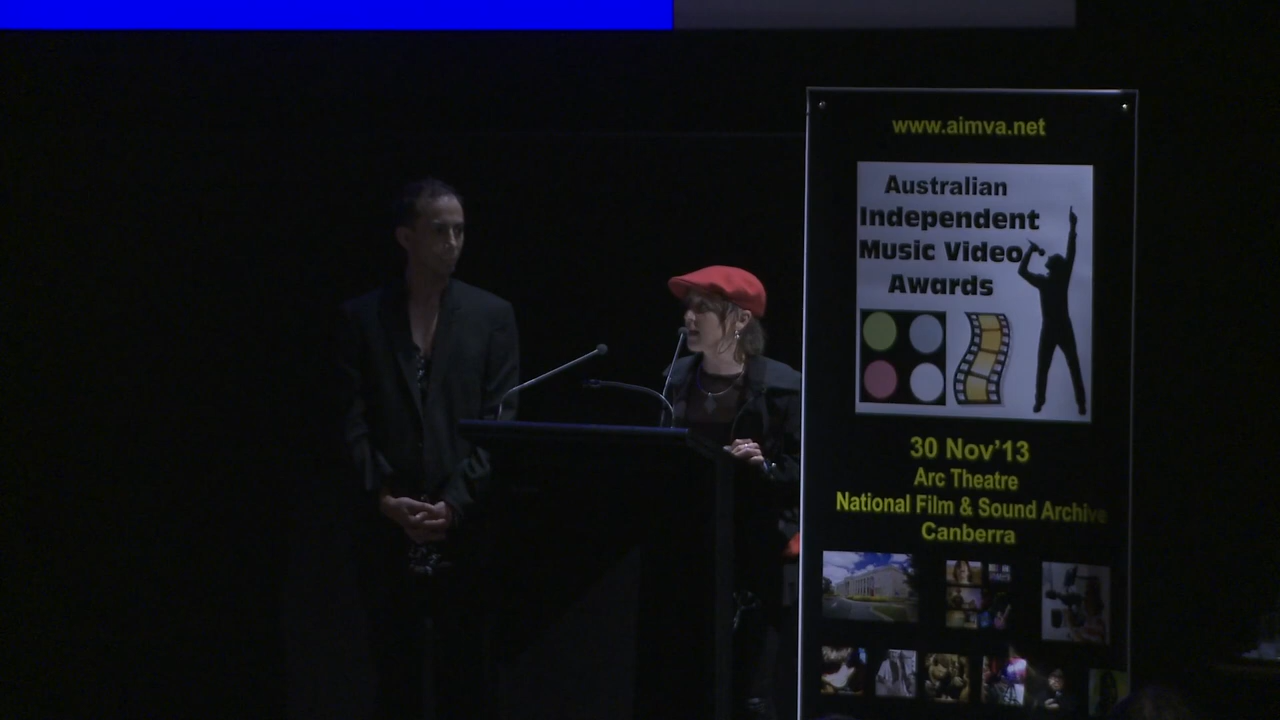 www.aimva.net
Australian
Independent
Music Video
Awards
30 Nov'13
Arc Theatre
National Film & Sound Archive
Canberra